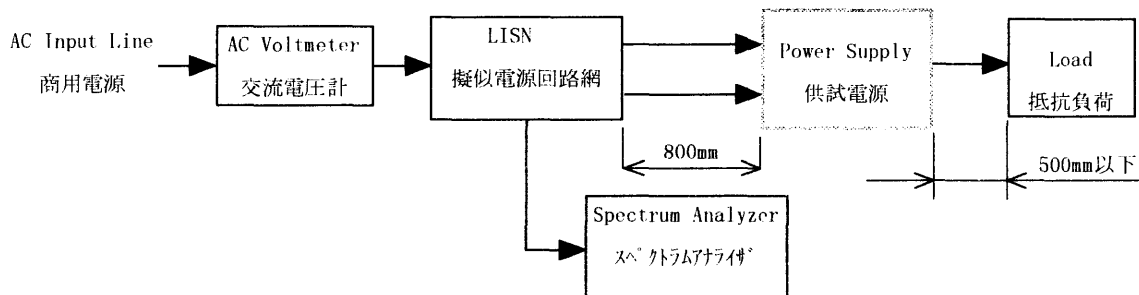 AC Input Line
商用電源
AC Voltmeter
交流電圧計
LISN
擬似電源回路網
Power Supply
供試電源
Load
抵抗負荷
800mm
500mm以下
Spectrum Analyzer
ｽﾍﾟｸﾄﾗﾑｱﾅﾗｲｻﾞ